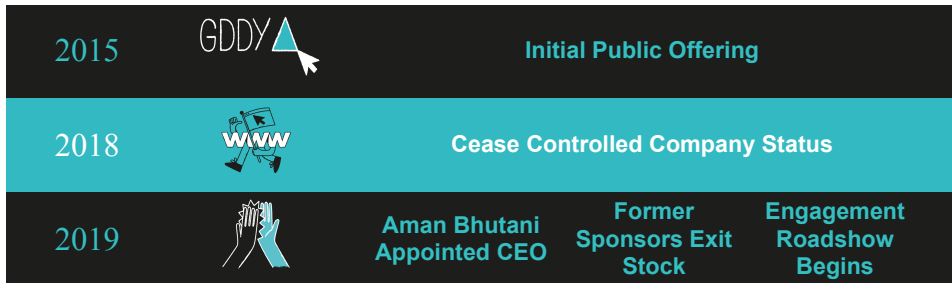 2015
GDDY
Initial Public Offering
2018
www
Cease Controlled Company Status
2019
Aman Bhutani
Appointed CEO
Former
Sponsors Exit
Stock
Engagement
Roadshow
Begins